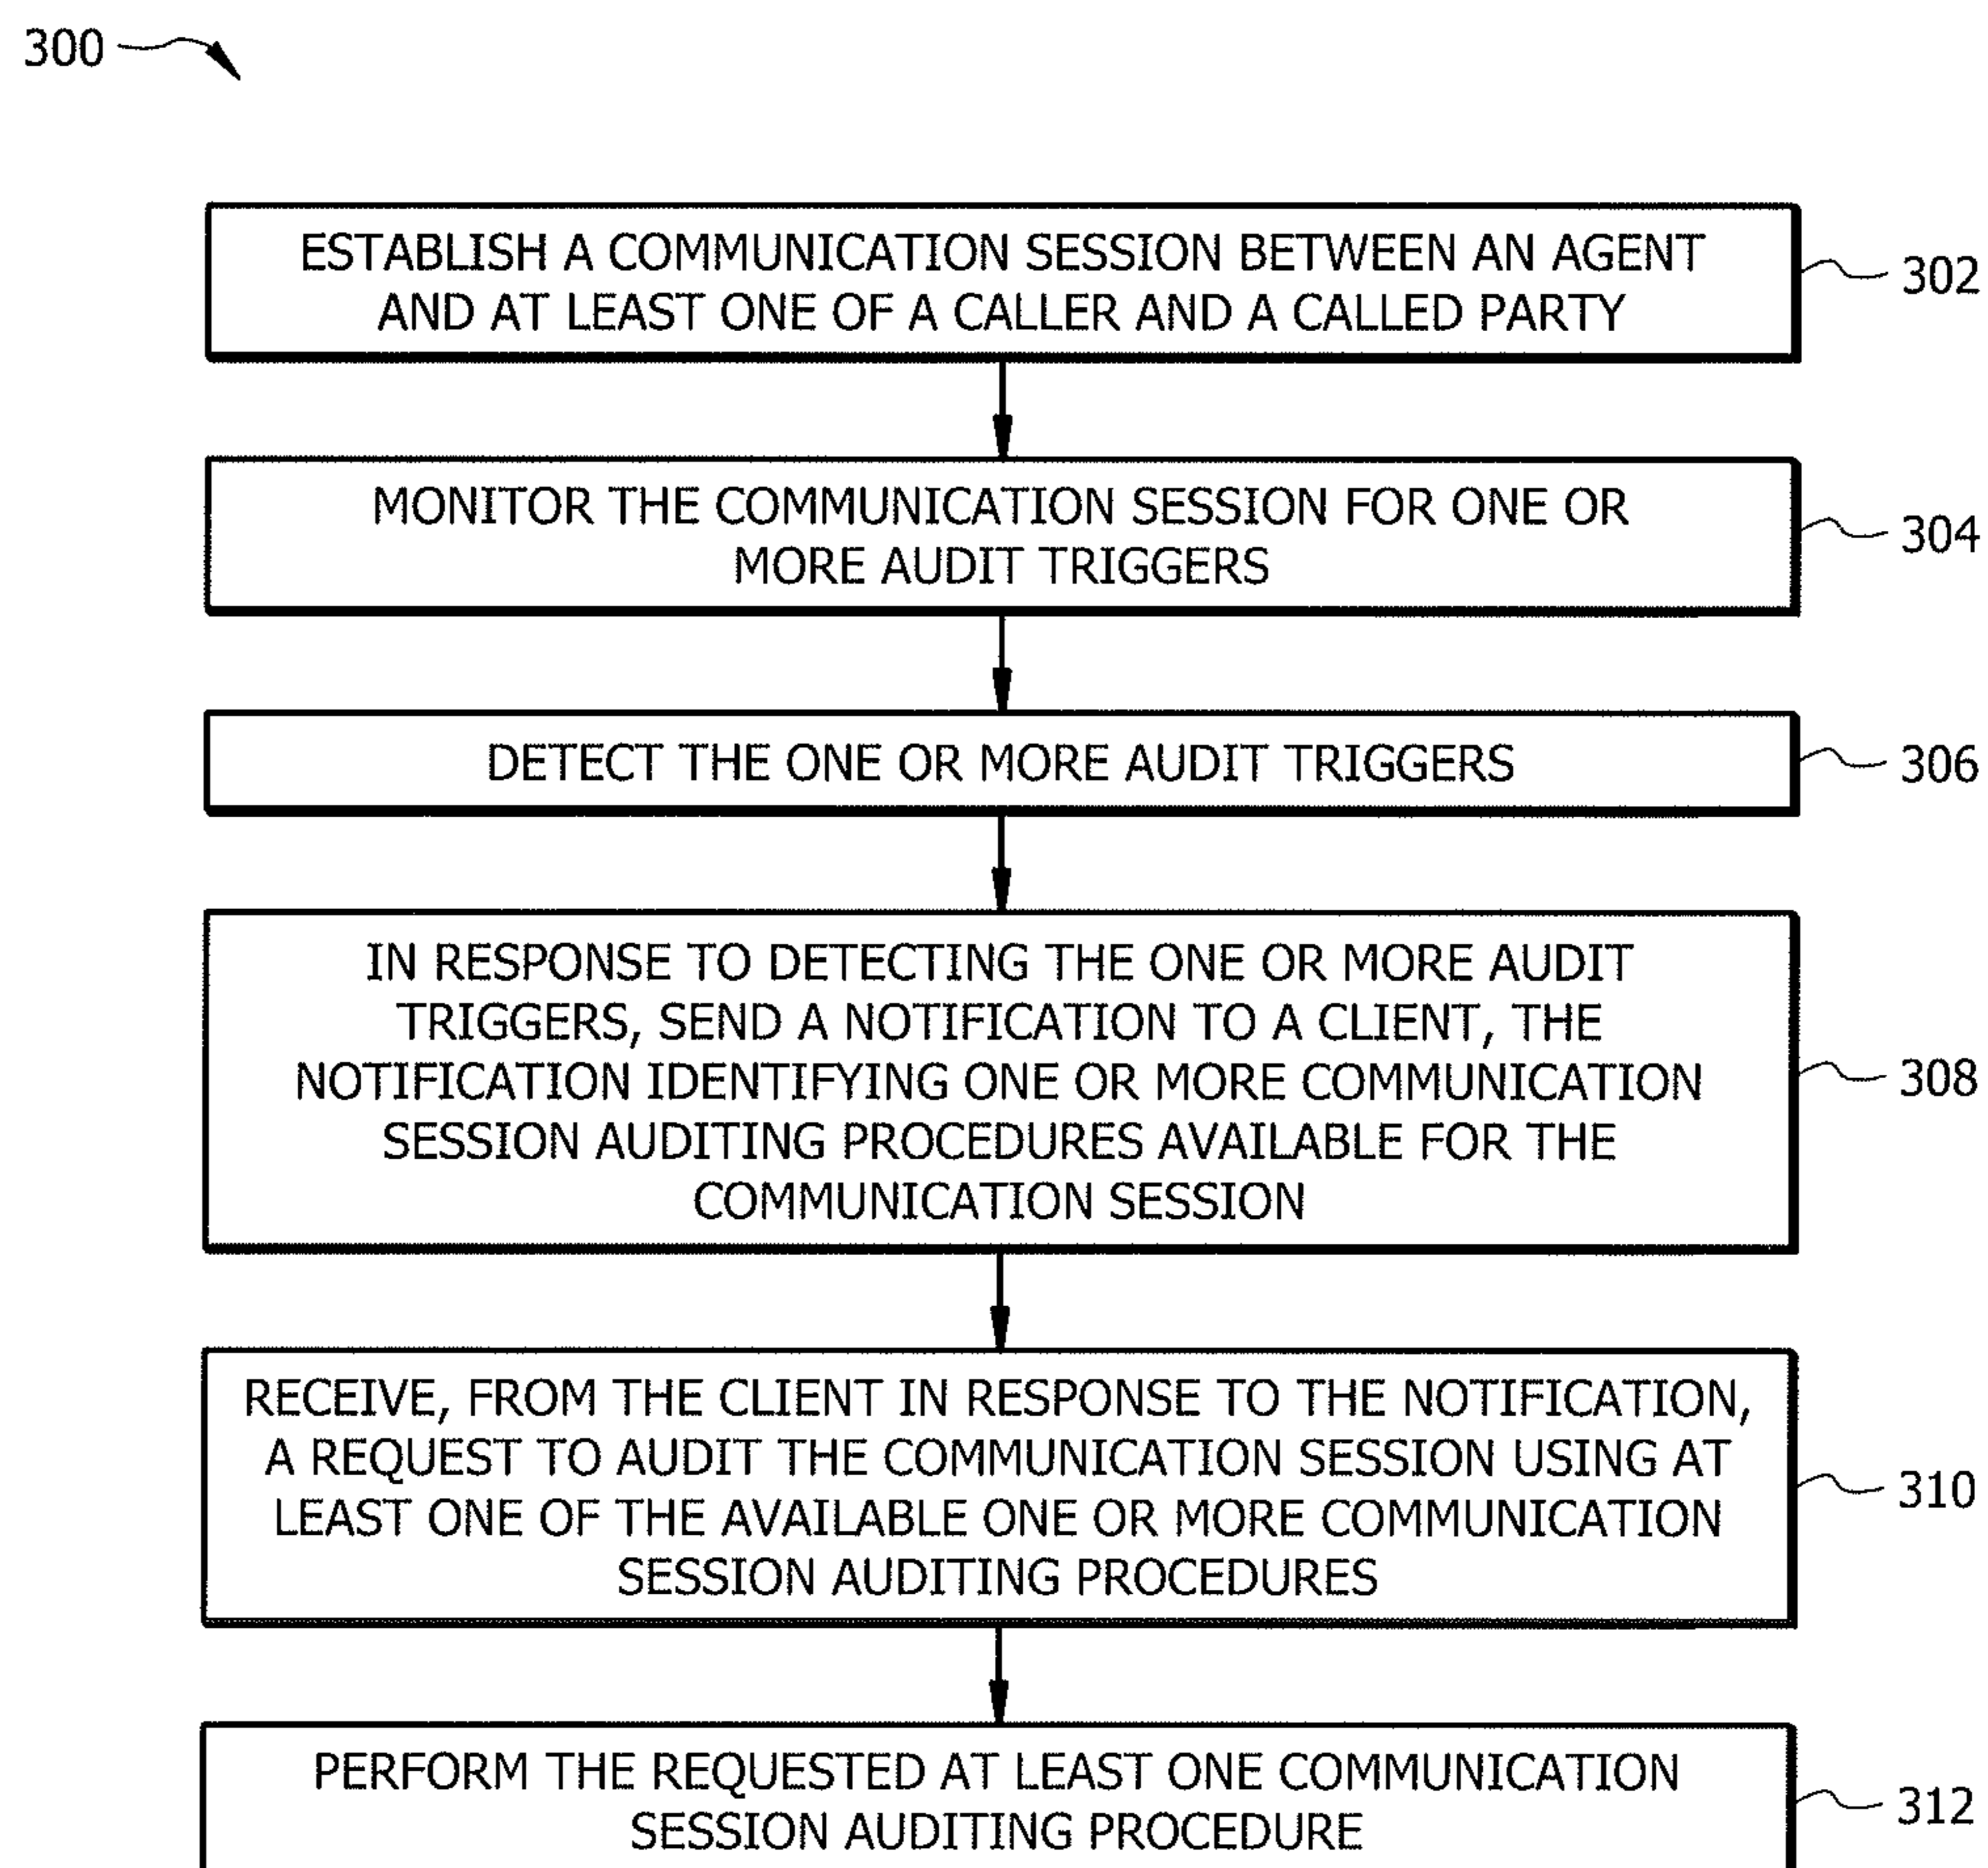 300
ESTABLISH A COMMUNICATION SESSION BETWEEN AN AGENT
AND AT LEAST ONE OF A CALLER AND A CALLED PARTY
302
MONITOR THE COMMUNICATION SESSION FOR ONE OR
MORE AUDIT TRIGGERS
304
DETECT THE ONE OR MORE AUDIT TRIGGERS
306
IN RESPONSE TO DETECTING THE ONE OR MORE AUDIT
TRIGGERS, SEND A NOTIFICATION TO A CLIENT, THE
NOTIFICATION IDENTIFYING ONE OR MORE COMMUNICATION
SESSION AUDITING PROCEDURES AVAILABLE FOR THE
COMMUNICATION SESSION
308
RECEIVE, FROM THE CLIENT IN RESPONSE TO THE NOTIFICATION,
A REQUEST TO AUDIT THE COMMUNICATION SESSION USING AT
LEAST ONE OF THE AVAILABLE ONE OR MORE COMMUNICATION
SESSION AUDITING PROCEDURES
310
PERFORM THE REQUESTED AT LEAST ONE COMMUNICATION
SESSION AUDITING PROCEDURE
312